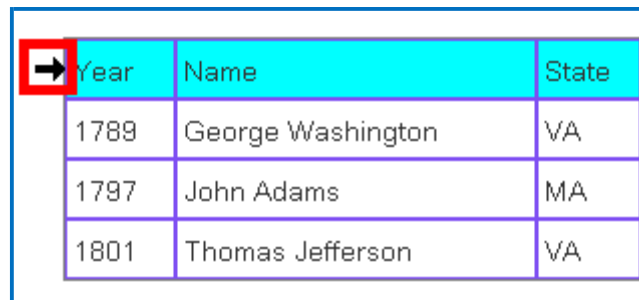 Year Name State
1789 George Washington VA
1797 John Adams MA
1801 Thomas Jefferson VA